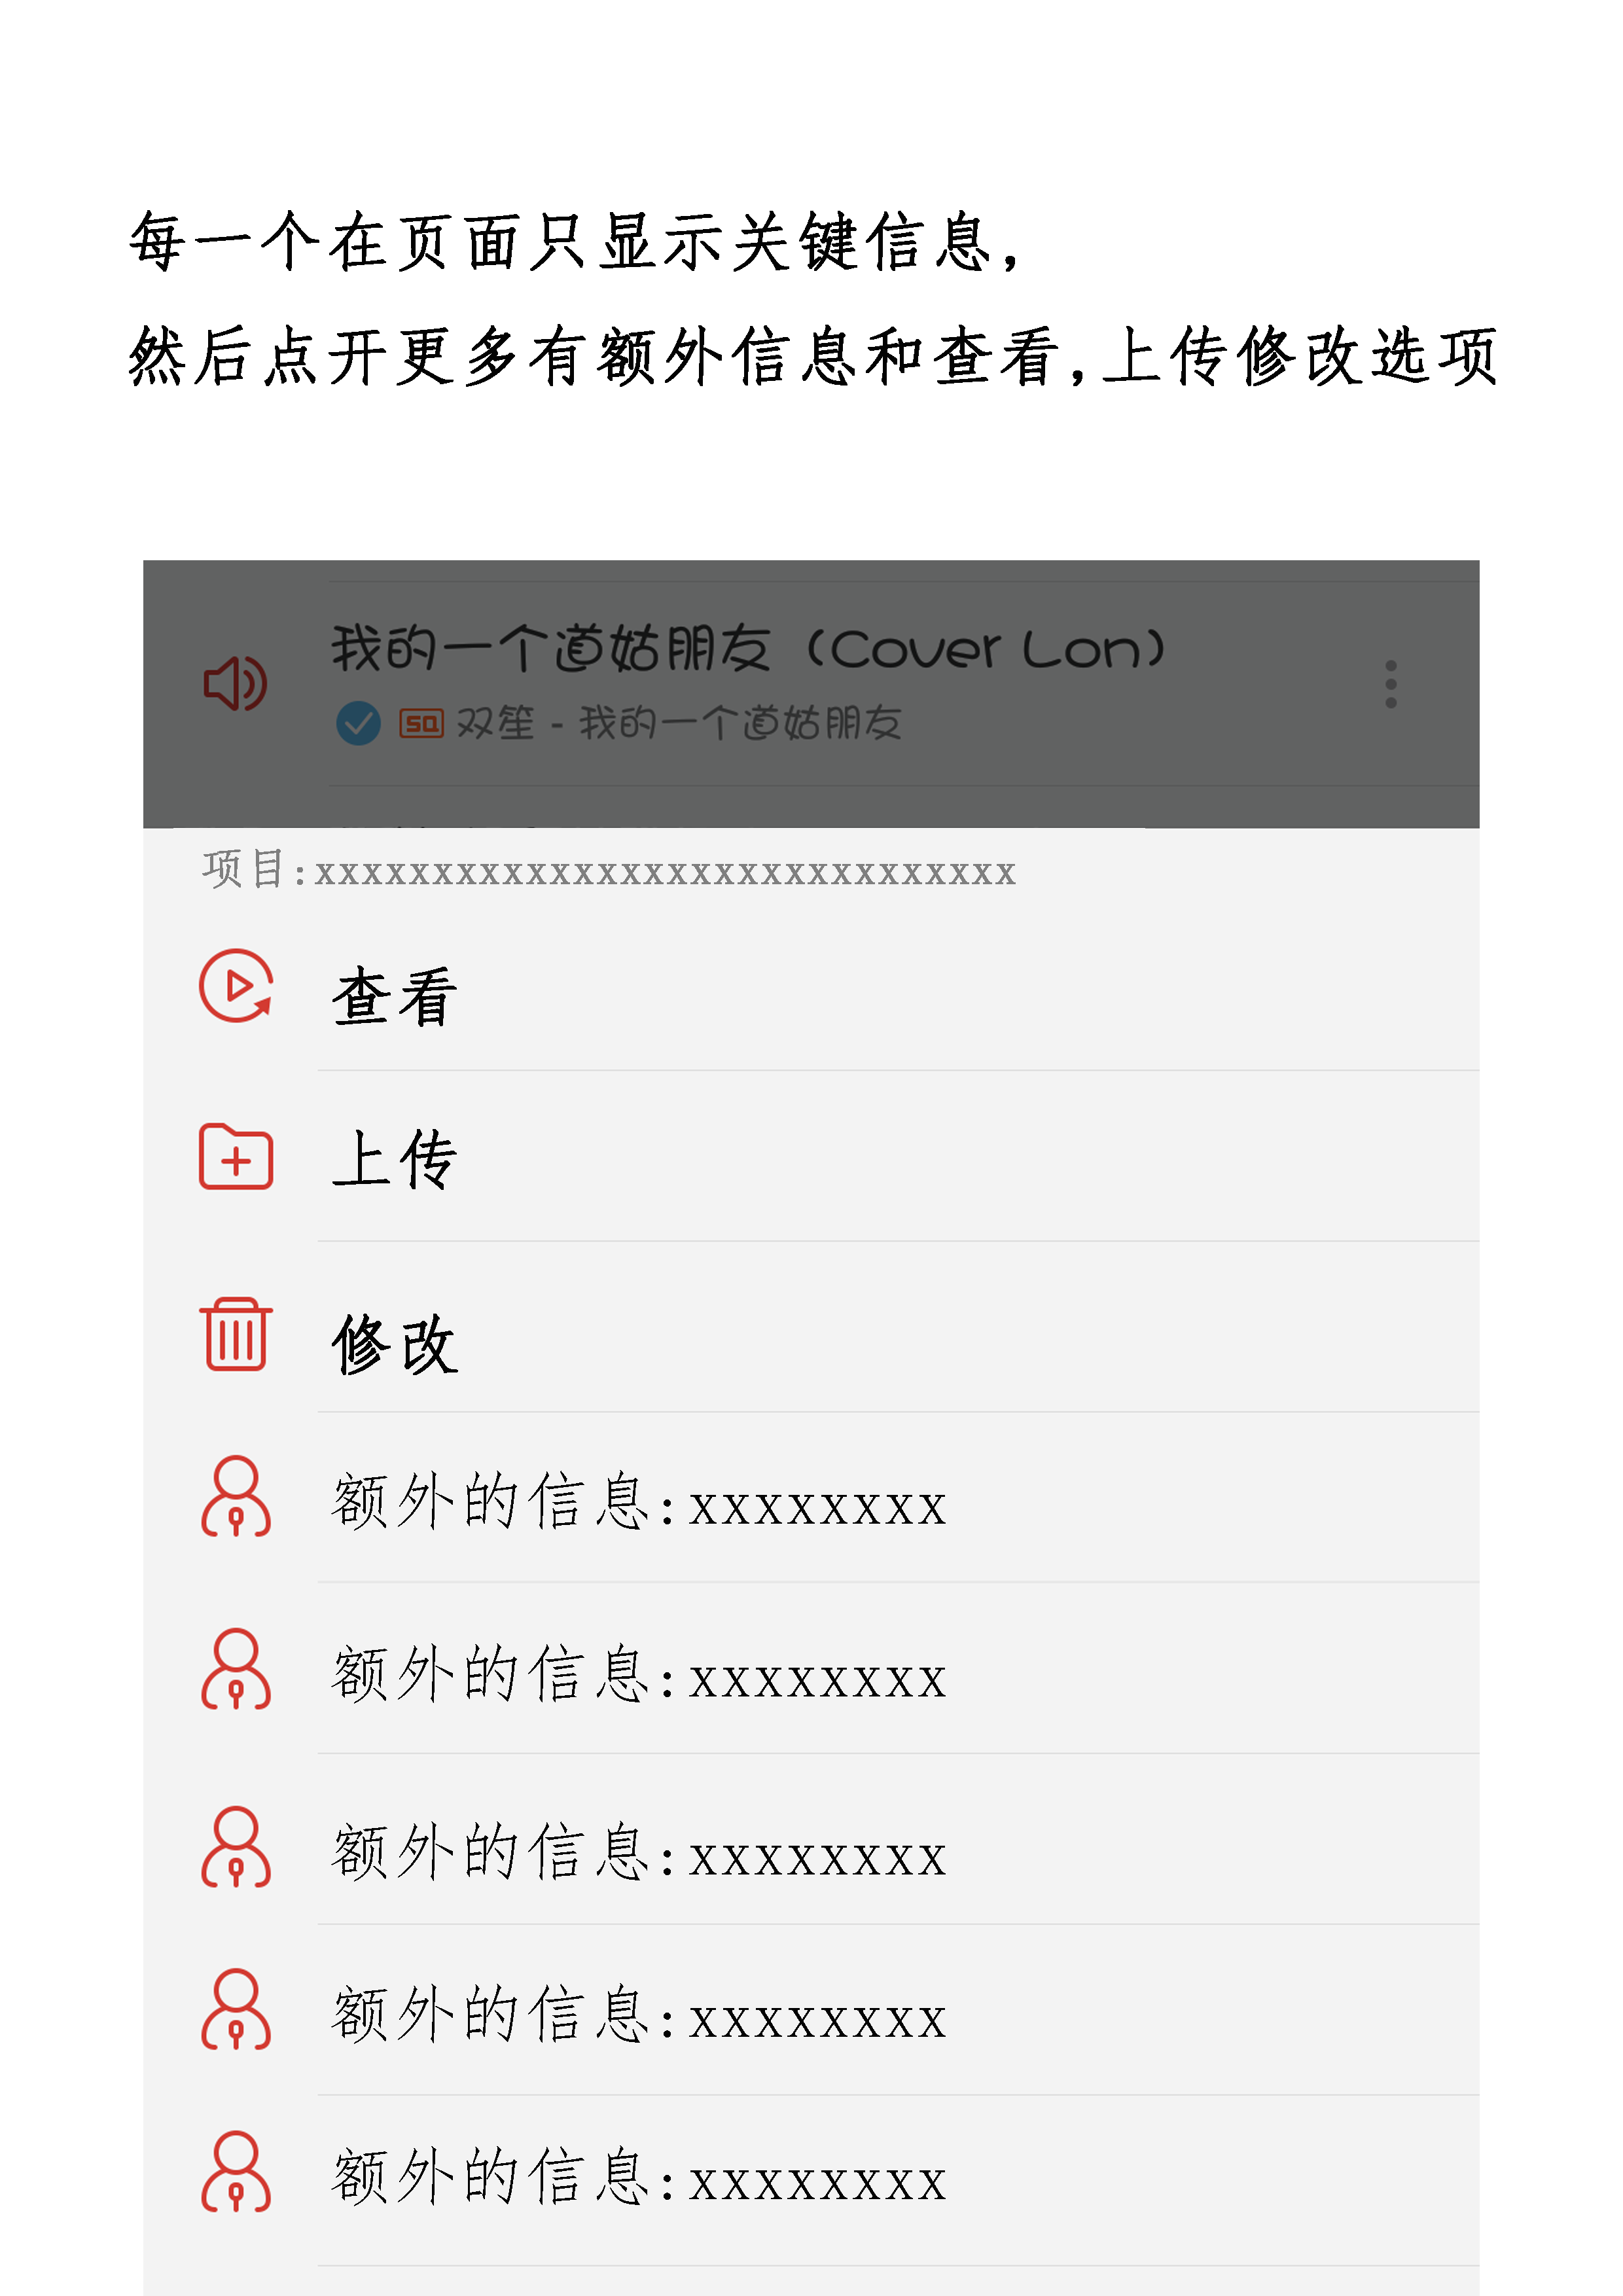 每一个在页面只显示关键信息,
然后点开更多有额外信息和查看,上传修改选项
我的一个道姑朋友（Cover Lon）
SQ 双笙 - 我的一个道姑朋友
项目:xxxxxxxxxxxxxxxxxxxxxxxxxxxxxx
查看
上传
修改
额外的信息:xxxxxxxx
额外的信息:xxxxxxxx
额外的信息:xxxxxxxx
额外的信息:xxxxxxxx
额外的信息:xxxxxxxx